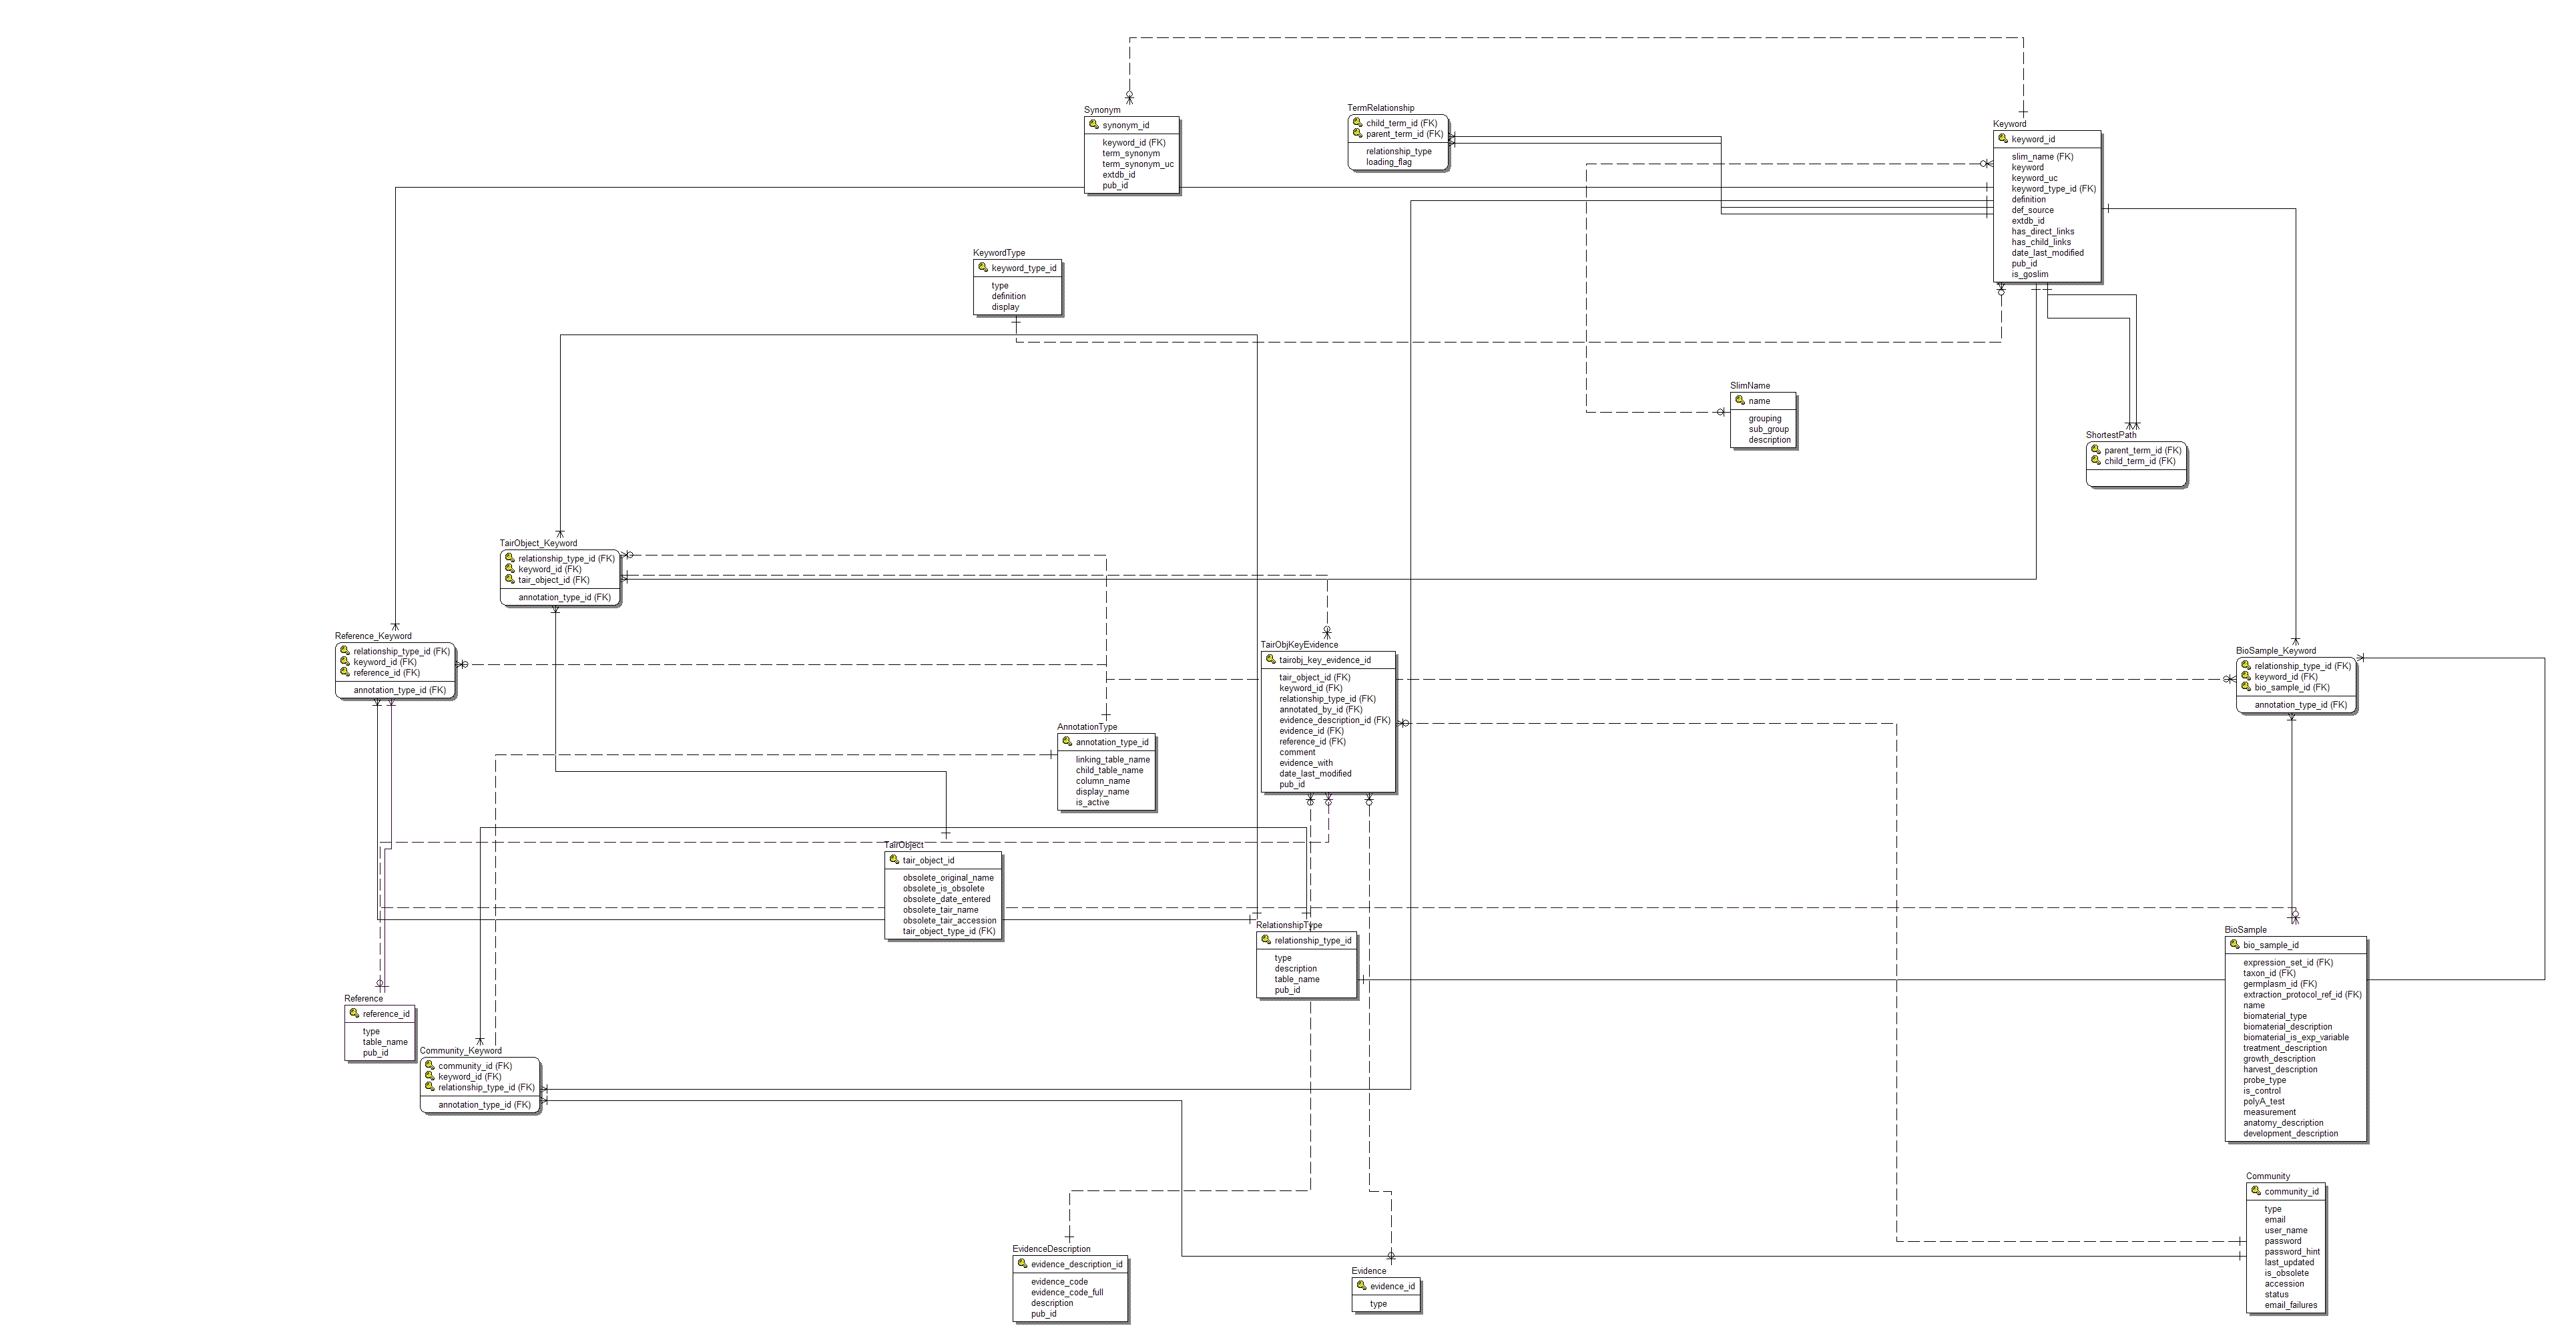 Synonym
synonym_id
keyword_id (FK)
term_synonym
term_synonym_uc
extdb_id
pub_id
TermRelationship
child_term_id (FK)
parent_term_id (FK)
relationship_type
loading_flag
Keyword
keyword_id
slim_name (FK)
keyword
keyword_uc
keyword_type_id (FK)
definition
def_source
extdb_id
has_direct_links
has_child_links
date_last_modified
pub_id
is_goslim
KeywordType
keyword_type_id
type
definition
display
SlimName
name
grouping
sub_group
description
ShortestPath
parent_term_id (FK)
child_term_id (FK)
TairObject_Keyword
relationship_type_id (FK)
keyword_id (FK)
tair_object_id (FK)
annotation_type_id (FK)
Reference_Keyword
relationship_type_id (FK)
keyword_id (FK)
reference_id (FK)
annotation_type_id (FK)
TairObjKeyEvidence
tairobj_key_evidence_id
tair_object_id (FK)
keyword_id (FK)
relationship_type_id (FK)
annotated_by_id (FK)
evidence_description_id (FK)
evidence_id (FK)
reference_id (FK)
comment
evidence_with
date_last_modified
pub_id
BioSample_Keyword
relationship_type_id (FK)
keyword_id (FK)
bio_sample_id (FK)
annotation_type_id (FK)
AnnotationType
annotation_type_id
linking_table_name
child_table_name
column_name
display_name
is_active
TairObject
tair_object_id
obsolete_original_name
obsolete_is_obsolete
obsolete_date_entered
obsolete_tair_name
obsolete_tair_accession
tair_object_type_id (FK)
RelationshipType
relationship_type_id
type
description
table_name
pub_id
BioSample
bio_sample_id
expression_set_id (FK)
taxon_id (FK)
germplasm_id (FK)
extraction_protocol_ref_id (FK)
name
biomaterial_type
biomaterial_description
biomaterial_is_exp_variable
treatment_description
growth_description
harvest_description
probe_type
is_control
polyA_test
measurement
anatomy_description
development_description
Reference
reference_id
type
table_name
pub_id
Community_Keyword
community_id (FK)
keyword_id (FK)
relationship_type_id (FK)
annotation_type_id (FK)
Community
community_id
type
email
user_name
password
password_hint
last_updated
is_obsolete
accession
status
email_failures
EvidenceDescription
evidence_description_id
evidence_code
evidence_code_full
description
pub_id
Evidence
evidence_id
type